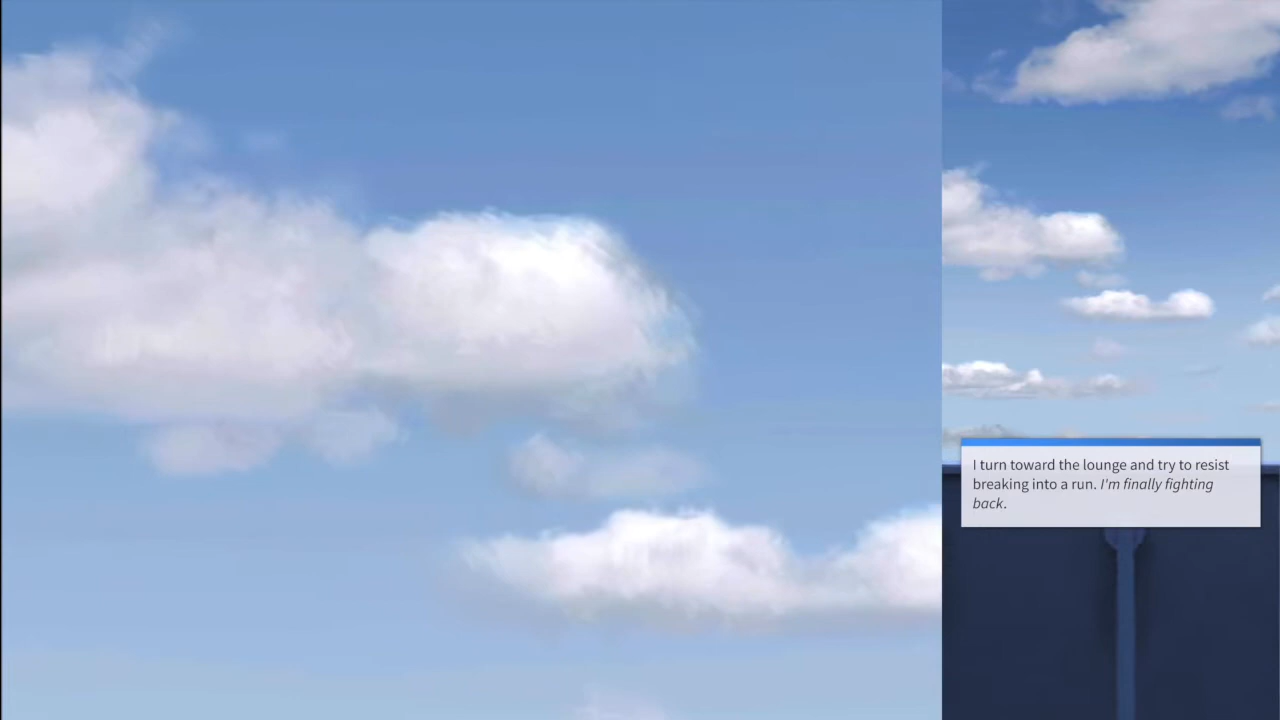 I turn toward the lounge and try to resist
breaking into a run. I'm finally fighting
back.